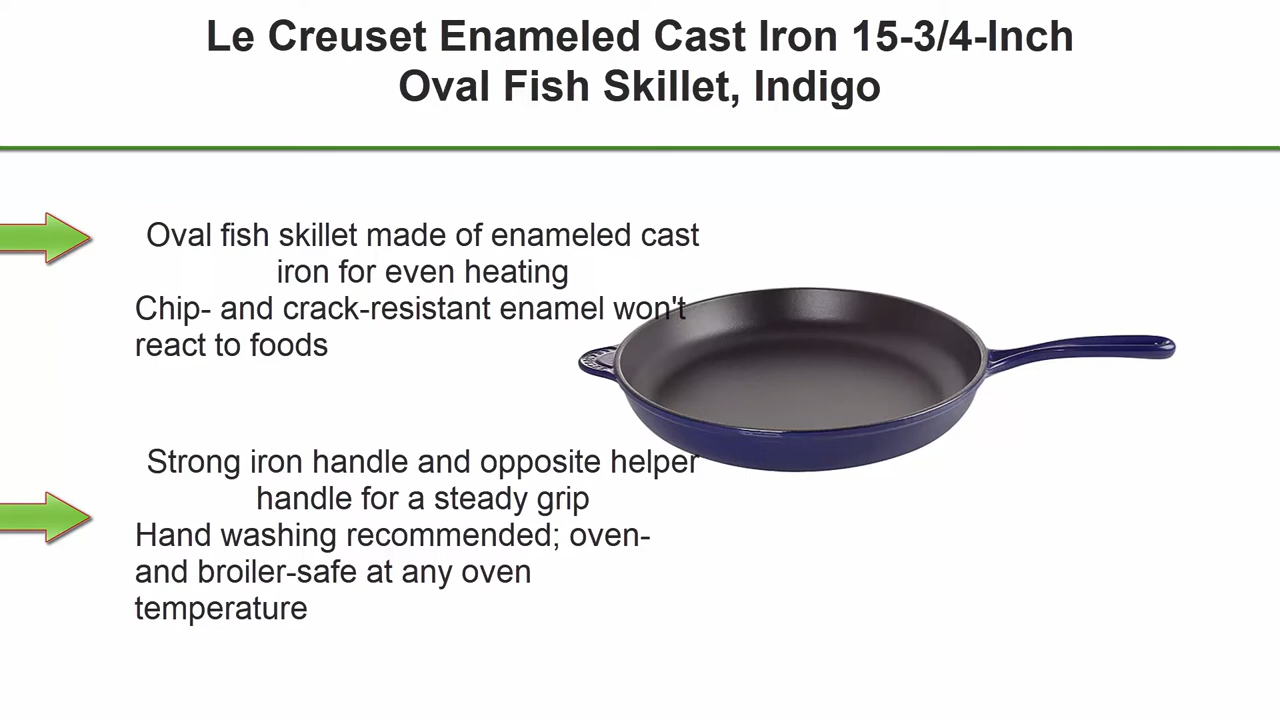 Le Creuset Enameled Cast Iron 15-3/4-Inch
Oval Fish Skillet, Indigo
Oval fish skillet made of enameled cast
iron for even heating
Chip- and crack-resistant enamel won't
react to foods
Strong iron handle and opposite helper
handle for a steady grip
Hand washing recommended; oven-
and broiler-safe at any oven
temperature